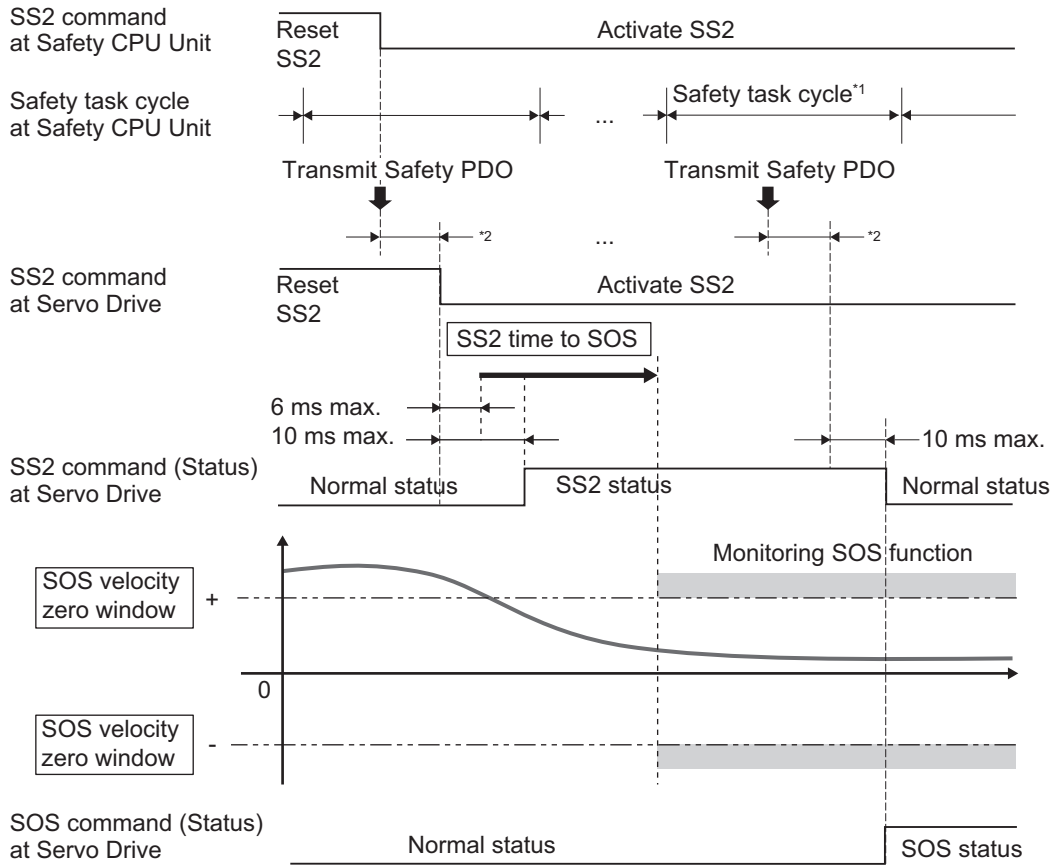 SS2 command
at Safety CPU Unit
Reset
SS2
Activate SS2
Safety task cycle
at Safety CPU Unit
...
Safety task cycle*1
Transmit Safety PDO
Transmit Safety PDO
*2
...
*2
SS2 command
at Servo Drive
Reset
SS2
Activate SS2
SS2 time to SOS
6 ms max.
10 ms max.
10 ms max.
SS2 command (Status)
at Servo Drive
Normal status
SS2 status
Normal status
Monitoring SOS function
SOS velocity
zero window
+
0
SOS velocity
zero window
-
SOS command (Status)
at Servo Drive
Normal status
SOS status